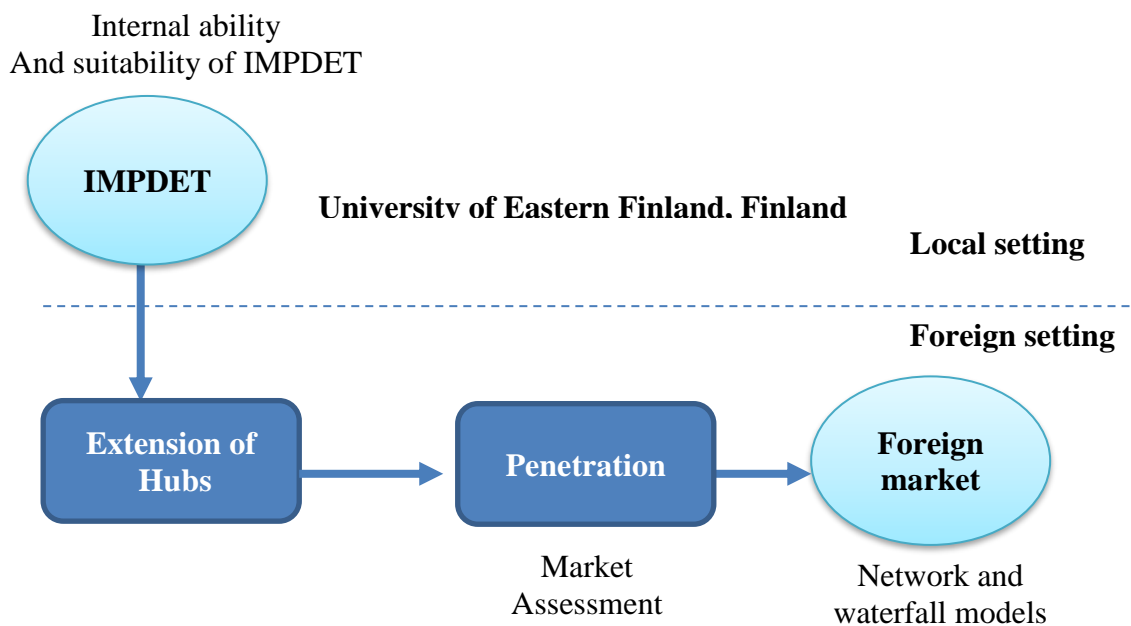 Internal ability
And suitability of IMPDET
IMPDET
University of Eastern Finland, Finland
Local setting
Foreign setting
Extension of
Hubs
Penetration
Foreign
market
Market
Assessment
Network and
waterfall models